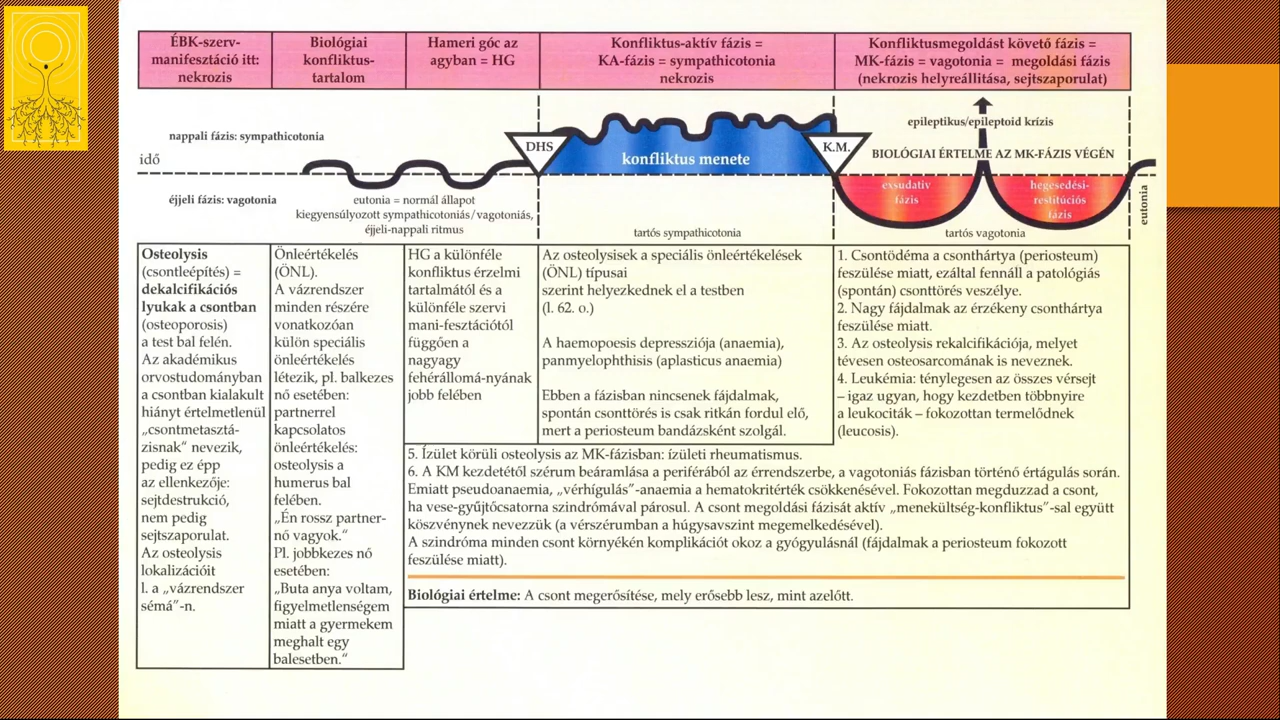 ÉBK-szerv-
manifesztáció itt:
nekrozis
Biológiai
konfliktus-
tartalom
Hameri góc az
agyban = HG
Konfliktus-aktív fázis =
KA-fázis = sympathicotonia
nekrozis
Konfliktusmegoldást követő fázis =
MK-fázis = vagotonia = megoldási fázis
(nekrozis helyreállítása, sejtszaporulat)
nappali fázis: sympathicotonia
idő
éjjeli fázis: vagotonia
eutonia = normál állapot
kiegyensúlyozott sympathicotoniás/vagotoniás,
éjjeli-nappali ritmus
DHS
konfliktus menete
tartós sympathicotonia
K.M.
epileptikus/epileptoid krízis
BIOLÓGIAI ÉRTELME AZ MK-FÁZIS VÉGÉN
exsudatív
fázis
hegesedési-
restitúciós
fázis
tartós vagotonia
eutonia
Osteolysis
(csontleépítés) =
dekalcifikációs
lyukak a csontban
(osteoporosis)
a test bal felén.
Az akadémikus
orvostudományban
a csontban kialakult
hiányt értelmetlenül
„csontmetasztá-
zisnak“ nevezik,
pedig ez épp
az ellenkezője:
sejtdestrukció,
nem pedig
sejtszaporulat.
Az osteolysis
lokalizációit
l. a „vázrendszer
sémá”-n.
Önleértékelés
(ÖNL).
A vázrendszer
minden részére
vonatkozóan
külön speciális
önleértékelés
létezik, pl. balkezes
nő esetében:
partnerrel
kapcsolatos
önleértékelés:
osteolysis a
humerus bal
felében.
„Én rossz partner-
nő vagyok.“
Pl. jobbkezes nő
esetében:
„Buta anya voltam,
figyelmetlenségem
miatt a gyermekem
meghalt egy
balesetben.“
HG a különféle
konfliktus érzelmi
tartalmától és a
különféle szervi
mani-fesztációtól
függően a
nagyagy
fehérállomá-nyának
jobb felében
Az osteolysisek a speciális önleértékelések
(ÖNL) típusai
szerint helyezkednek el a testben
(l. 62. o.)
A haemopoesis depressziója (anaemia),
panmyelophthisis (aplasticus anaemia)
Ebben a fázisban nincsenek fájdalmak,
spontán csonttörés is csak ritkán fordul elő,
mert a periosteum bandázsként szolgál.
1. Csontödéma a csonthártya (periosteum)
feszülése miatt, ezáltal fennáll a patológiás
(spontán) csonttörés veszélye.
2. Nagy fájdalmak az érzékeny csonthártya
feszülése miatt.
3. Az osteolysis rekalcifikációja, melyet
tévesen osteosarcomának is neveznek.
4. Leukémia: ténylegesen az összes vérsejt
– igaz ugyan, hogy kezdetben többnyire
a leukociták – fokozottan termelődnek
(leucosis).
5. Ízület körüli osteolysis az MK-fázisban: ízületi rheumatismus.
6. A KM kezdetétől szérum beáramlása a periférából az érrendszerbe, a vagotoniás fázisban történő értágulás során.
Emiatt pseudoanaemia, „vérhígulás”-anaemia a hematokritérték csökkenésével. Fokozottan megduzzad a csont,
ha vese-gyűjtőcsatorna szindrómával párosul. A csont megoldási fázisát aktív „menekültség-konfliktus”-sal együtt
köszvénynek nevezzük (a vérszérumban a húgysavszint megemelkedésével).
A szindróma minden csont környékén komplikációt okoz a gyógyulásnál (fájdalmak a periosteum fokozott
feszülése miatt).
Biológiai értelme: A csont megerősítése, mely erősebb lesz, mint azelőtt.